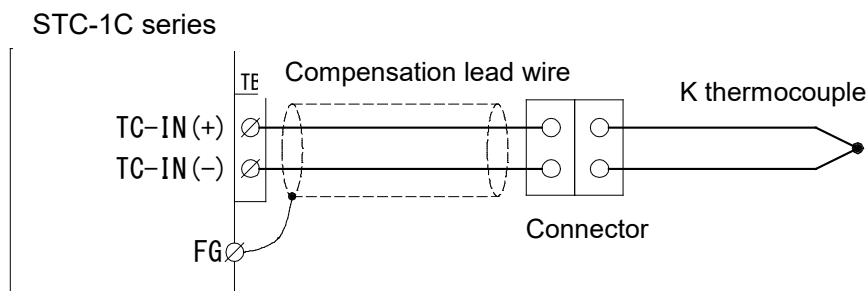 STC-1C series
TB
Compensation lead wire
K thermocouple
TC-IN(+)
TC-IN(-)
Connector
FG